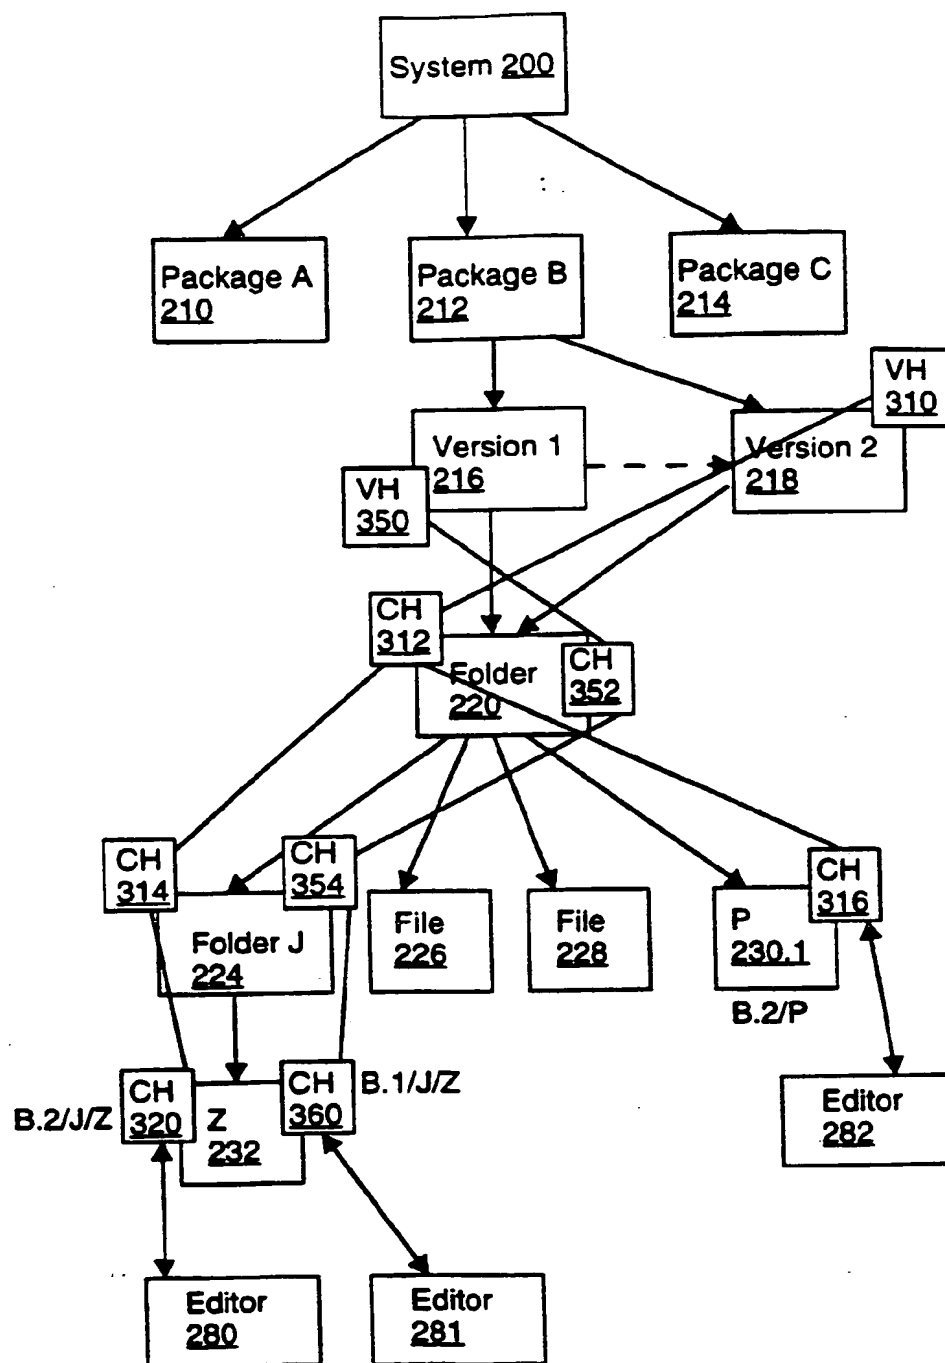 System 200
Package A
210
Package B
212
Package C
214
VH
310
Version 1
216
Version 2
218
VH
350
CH
312
Folder
220
CH
352
CH
314
CH
354
CH
316
Folder J
224
File
226
File
228
P
230.1
B.2/P
CH
320
B.2/J/Z
Z
232
CH
360
B.1/J/Z
Editor
282
Editor
280
Editor
281